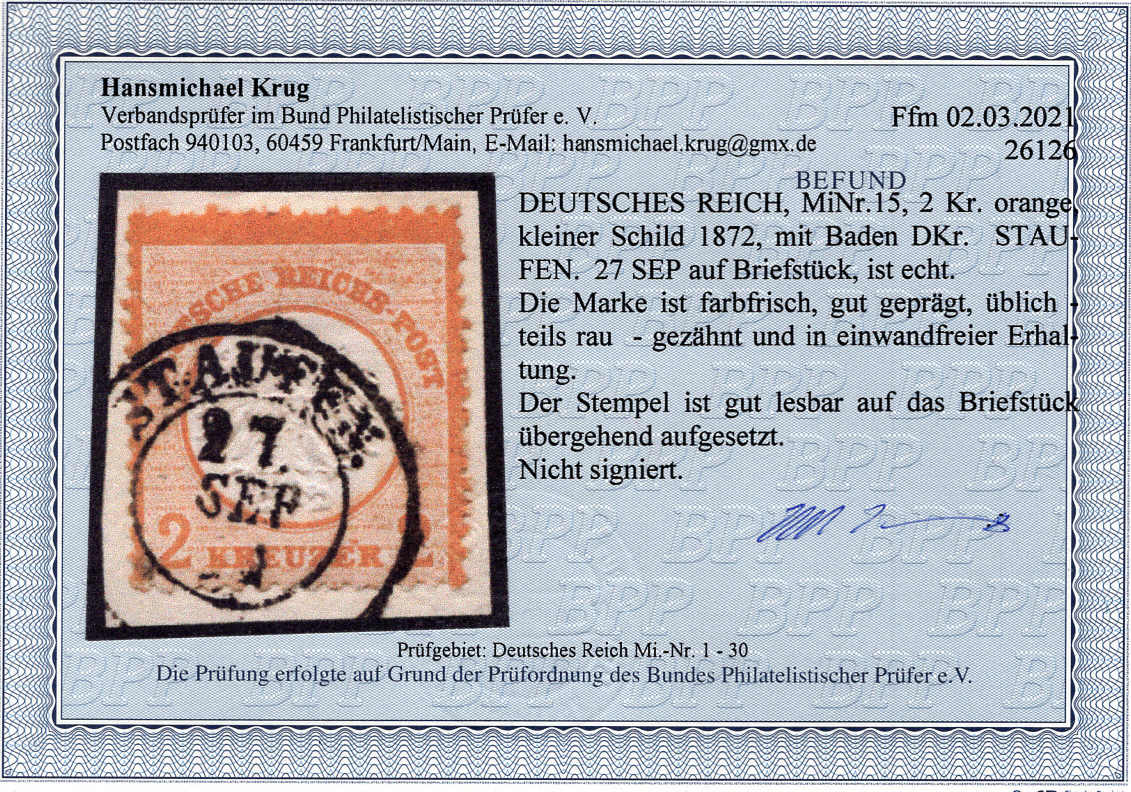 Hansmichael Krug
Verbandsprüfer im Bund Philatelistischer Prüfer e. V.
Postfach 940103, 60459 Frankfurt/Main, E-Mail: hansmichael.krug@gmx.de
Ffm 02.03.2021
26126
BEFUND
DEUTSCHES REICH, MiNr.15, 2 Kr. orange
kleiner Schild 1872, mit Baden DKr. STAU-
FEN. 27 SEP auf Briefstück, ist echt.
Die Marke ist farbfrisch, gut geprägt, üblich -
teils rau - gezähnt und in einwandfreier Erhal-
tung.
Der Stempel ist gut lesbar auf das Briefstück
übergehend aufgesetzt.
Nicht signiert.
REICHS-POST
STAUFEN.
27.
SEP
2 KREUZER 2
Prüfgebiet: Deutsches Reich Mi.-Nr. 1 - 30
Die Prüfung erfolgte auf Grund der Prüfordnung des Bundes Philatelistischer Prüfer e.V.
BPP